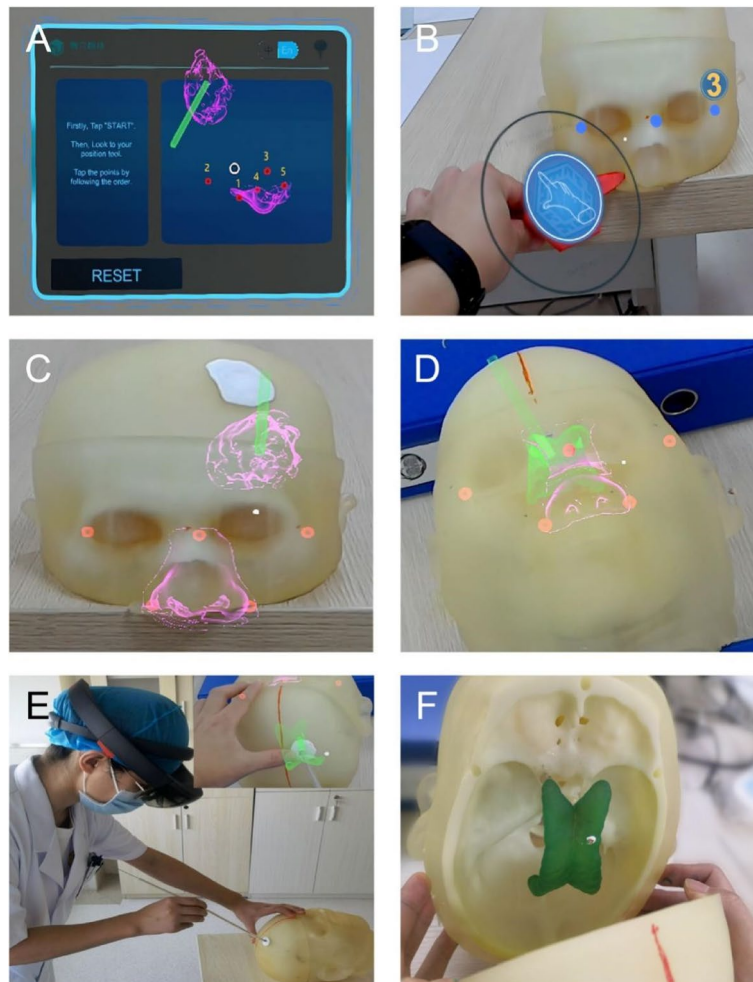 A
En
Firstly, Tap "START".
Then, Look to your
position tool.
Tap the points by
following the order.
2
3
1
4
5
RESET
B
3
C
D
E
F